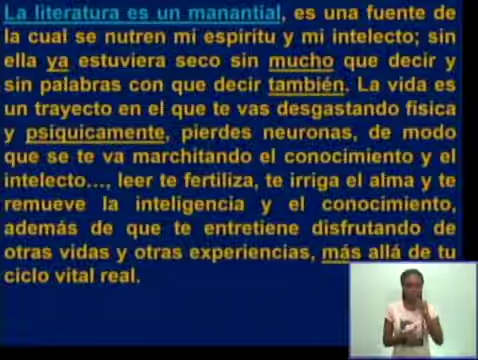 La literatura es un manantial, es una fuente de
la cual se nutren mi espiritu y mi intelecto; sin
ella ya estuviera seco sin mucho que decir y
sin palabras con que decir también. La vida es
un trayecto en el que te vas desgastando física
y psiquicamente, pierdes neuronas, de modo
que se te va marchitando el conocimiento y el
intelecto..., leer te fertiliza, te irriga el alma y te
remueve la inteligencia y el conocimiento,
además de que te entretiene disfrutando de
otras vidas y otras experiencias, más allá de tu
ciclo vital real.